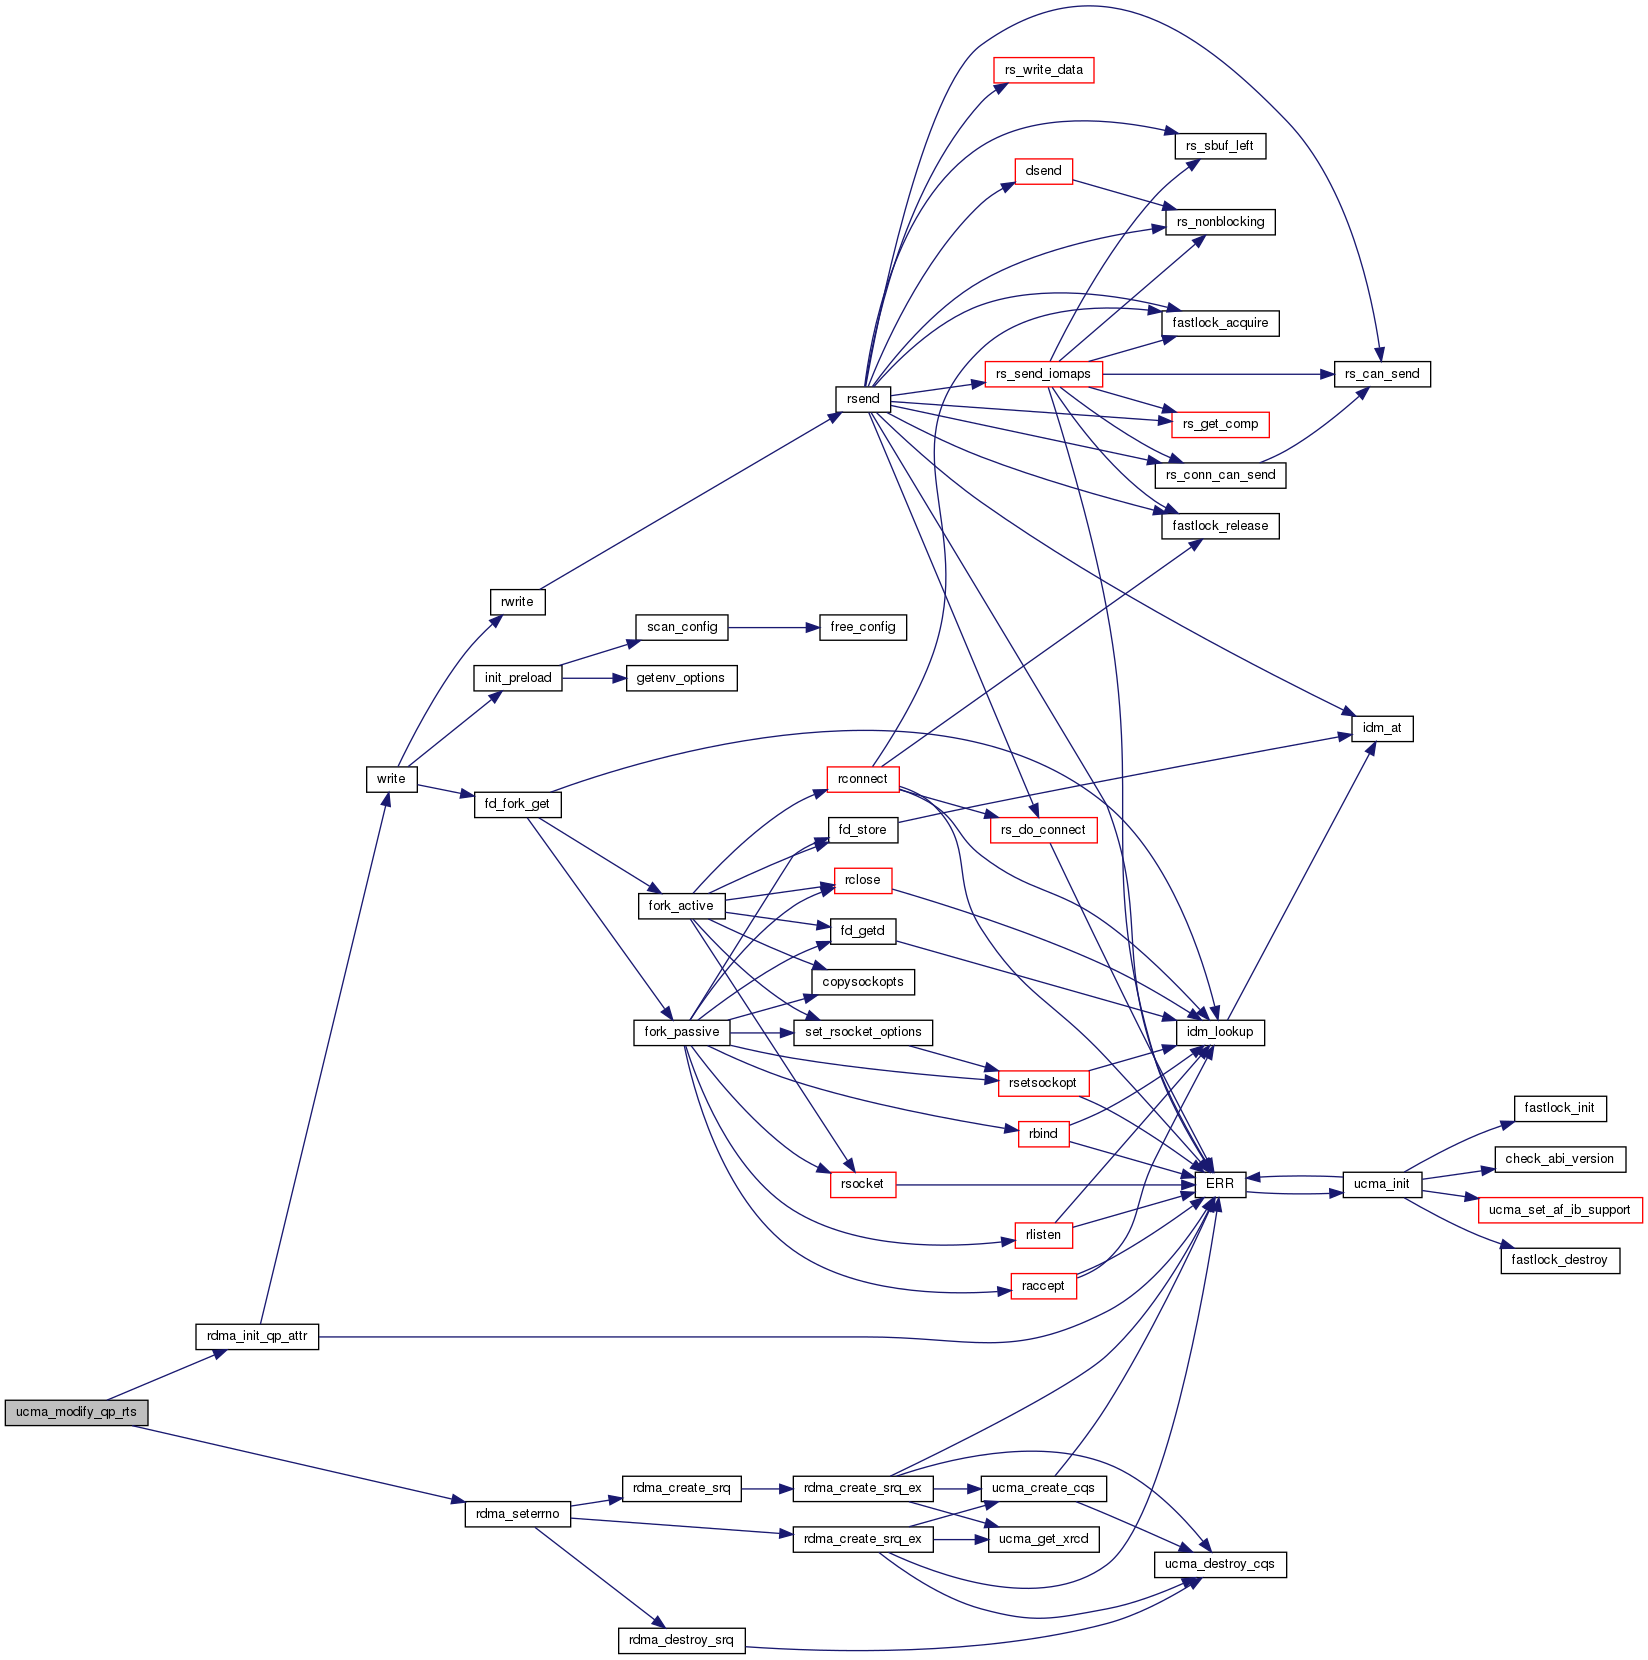 rs_write_data
rs_sbuf_left
dsend
rs_nonblocking
fastlock_acquire
rs_send_iomaps
rs_can_send
rsend
rs_get_comp
rs_conn_can_send
fastlock_release
rwrite
scan_config
free_config
init_preload
getenv_options
idm_at
write
rconnect
fd_fork_get
fd_store
rs_do_connect
rclose
fork_active
fd_getd
copysockopts
fork_passive
set_rsocket_options
idm_lookup
rsetsockopt
fastlock_init
rbind
check_abi_version
rsocket
ERR
ucma_init
ucma_set_af_ib_support
rlisten
fastlock_destroy
raccept
rdma_init_qp_attr
ucma_modify_qp_rts
rdma_create_srq
rdma_create_srq_ex
ucma_create_cqs
rdma_seterrno
rdma_create_srq_ex
ucma_get_xrcd
ucma_destroy_cqs
rdma_destroy_srq